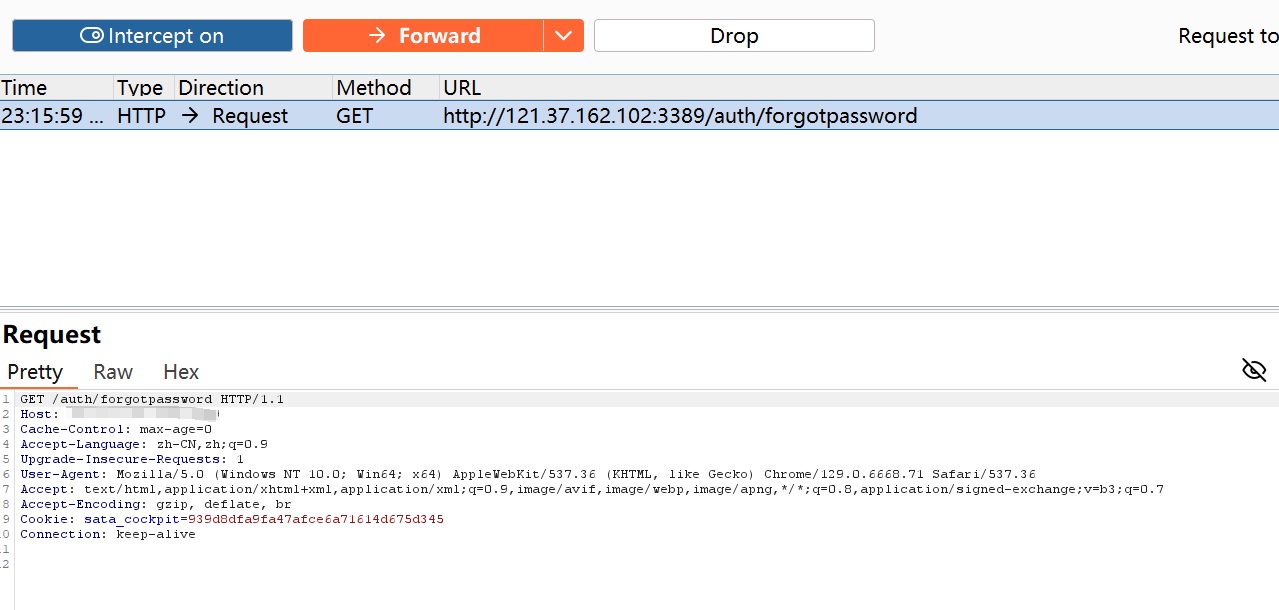 Intercept on
Forward
Drop
Request to
Time Type Direction Method URL
23:15:59 ... HTTP → Request GET http://121.37.162.102:3389/auth/forgotpassword
Request
Pretty Raw Hex
1 GET /auth/forgotpassword HTTP/1.1
2 Host:
3 Cache-Control: max-age=0
4 Accept-Language: zh-CN,zh;q=0.9
5 Upgrade-Insecure-Requests: 1
6 User-Agent: Mozilla/5.0 (Windows NT 10.0; Win64; x64) AppleWebKit/537.36 (KHTML, like Gecko) Chrome/129.0.6668.71 Safari/537.36
7 Accept: text/html,application/xhtml+xml,application/xml;q=0.9,image/avif,image/webp,image/apng,*/*;q=0.8,application/signed-exchange;v=b3;q=0.7
8 Accept-Encoding: gzip, deflate, br
9 Cookie: sata_cockpit=939d8dfa9fa47afce6a71614d675d345
0 Connection: keep-alive
1
2